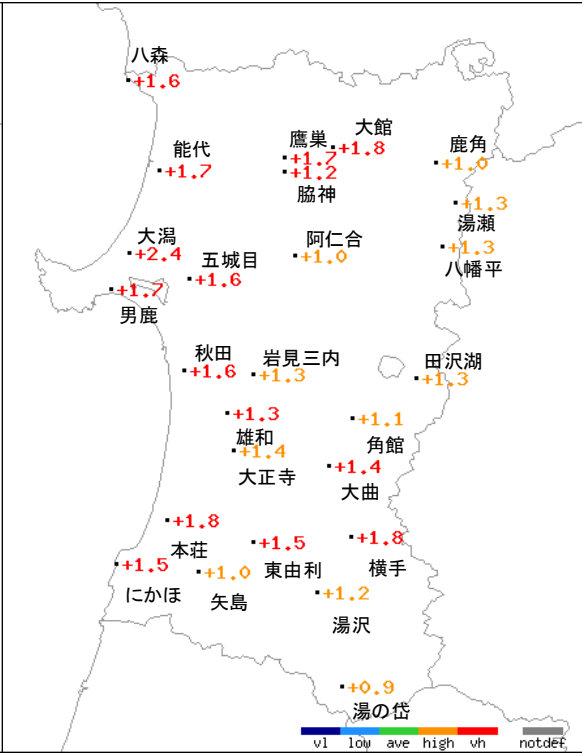 八森
+1.6
大館
+1.8
鷹巣
+1.7
能代
+1.7
+1.2
脇神
鹿角
+1.0
+1.3
湯瀬
大潟
+2.4
阿仁合
+1.0
+1.3
八幡平
五城目
+1.6
+1.7
男鹿
秋田
+1.6
岩見三内
+1.3
田沢湖
+1.3
+1.3
雄和
+1.1
角館
+1.4
大正寺
+1.4
大曲
+1.8
本荘
+1.5
東由利
+1.8
横手
+1.5
にかほ
+1.0
矢島
+1.2
湯沢
+0.9
湯の岱
vl low ave high vh notdef